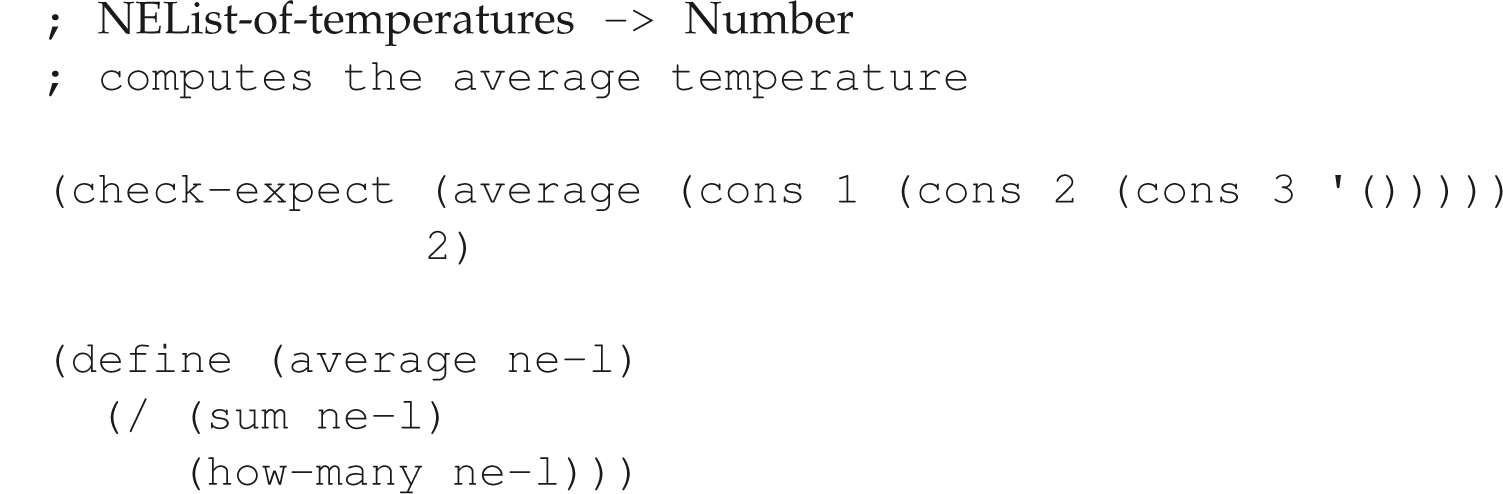 ; NEList-of-temperatures -> Number
; computes the average temperature
(check-expect (average (cons 1 (cons 2 (cons 3 '()))))
2)
(define (average ne-l)
(/ (sum ne-l)
(how-many ne-l)))